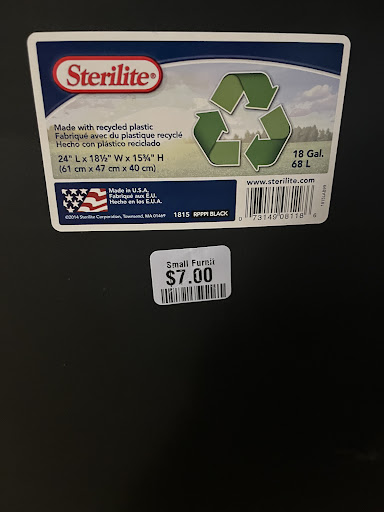 Sterilite®
Made with recycled plastic
Fabriqué avec du plastique recyclé
Hecho con plástico reciclado
24" L x 18½" W x 15¾" H
(61 cm x 47 cm x 40 cm)
18 Gal.
68 L
www.sterilite.com
Made in U.S.A.
Fabriqué aux É.U.
Hecho en los E.U.A.
©2014 Sterilite Corporation, Townsend, MA 01469
1815 RPPPI BLACK
0 73149 08118
Small Furnit
$7.00